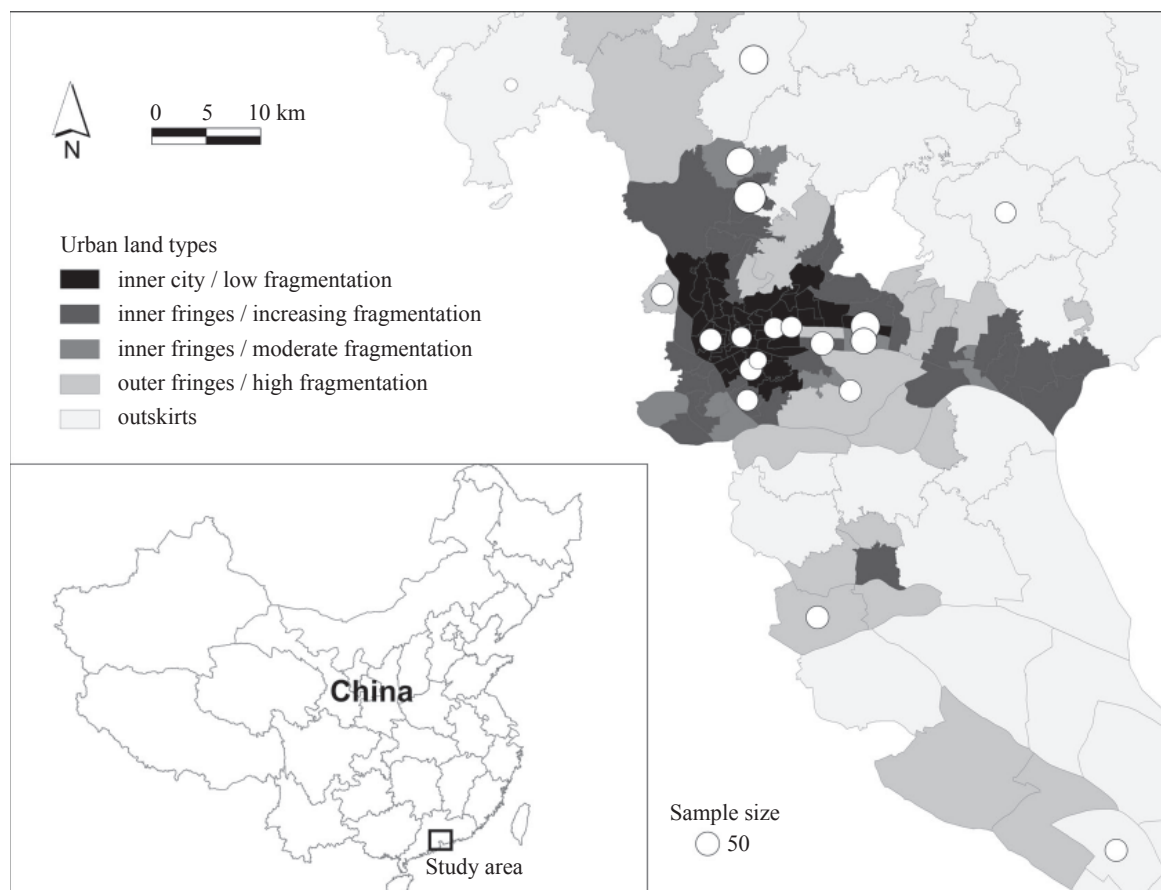 0 5 10 km
N
Urban land types
inner city / low fragmentation
inner fringes / increasing fragmentation
inner fringes / moderate fragmentation
outer fringes / high fragmentation
outskirts
China
Study area
Sample size
50